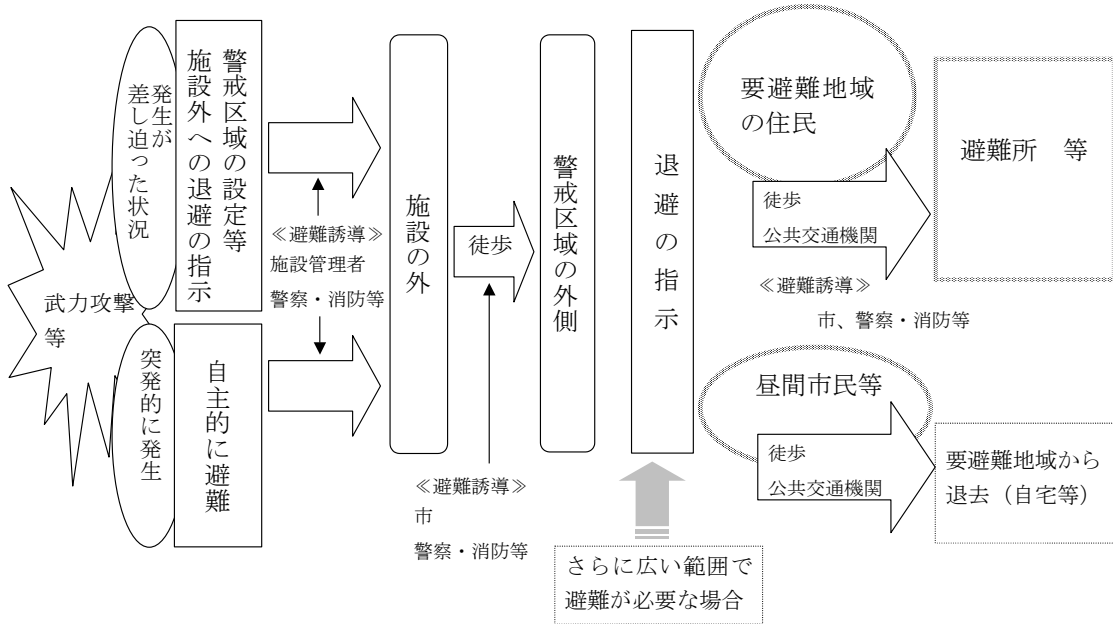 武力攻撃
等
発生が
差し迫った状況
警戒区域の設定等
施設外への退避の指示
突発的に発生
自主的に避難
≪避難誘導≫
施設管理者
警察・消防等
施設の外
徒歩
≪避難誘導≫
市
警察・消防等
警戒区域の外側
退避の指示
さらに広い範囲で
避難が必要な場合
要避難地域
の住民
徒歩
公共交通機関
≪避難誘導≫
市、警察・消防等
避難所　等
昼間市民等
徒歩
公共交通機関
要避難地域から
退去（自宅等）